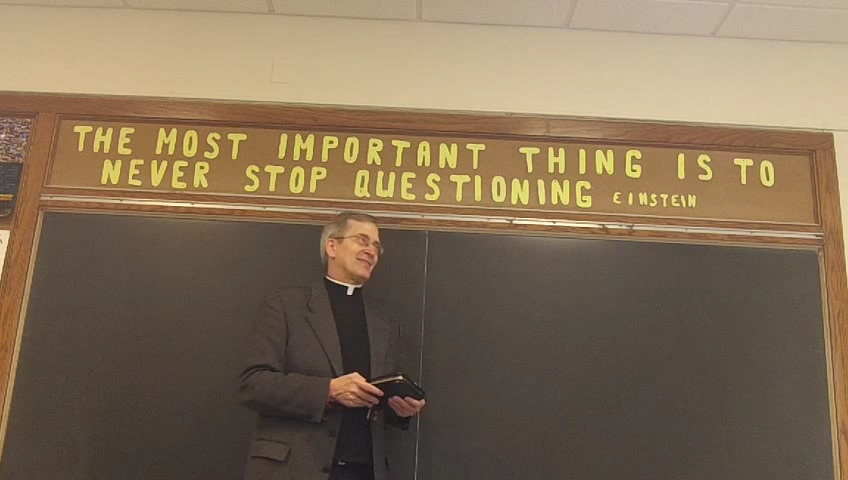 THE MOST IMPORTANT THING IS TO
NEVER STOP QUESTIONING EINSTEIN